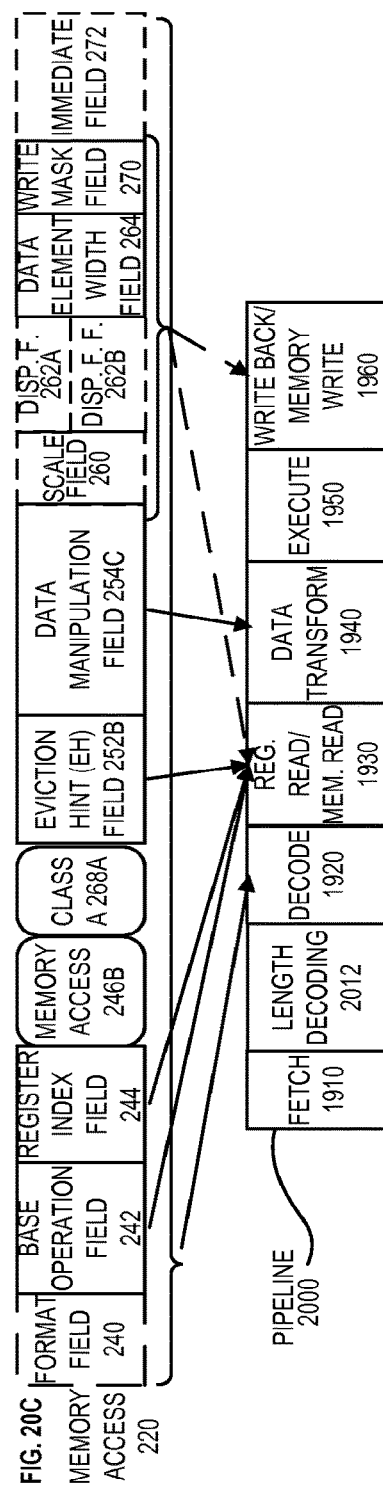 FIG. 20C
MEMORY
ACCESS
220
FORMAT
FIELD
240
BASE
OPERATION
FIELD
242
REGISTER
INDEX
FIELD
244
MEMORY
ACCESS
246B
CLASS
A 268A
EVICTION
HINT (EH)
FIELD 252B
DATA
MANIPULATION
FIELD 254C
SCALE
FIELD
260
DISP. F.
262A
DISP. F. F.
262B
DATA
ELEMENT
WIDTH
FIELD 264
WRITE
MASK
FIELD
270
IMMEDIATE
FIELD 272
PIPELINE
2000
FETCH
1910
LENGTH
DECODING
2012
DECODE
1920
REG.
READ/
MEM. READ
1930
DATA
TRANSFORM
1940
EXECUTE
1950
WRITE BACK/
MEMORY
WRITE
1960